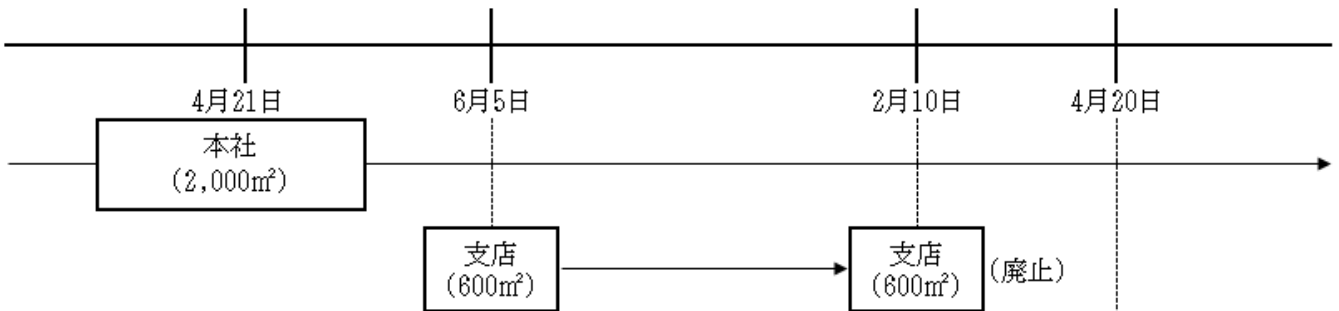 4月21日
6月5日
2月10日
4月20日
本社
(2,000㎡)
支店
(600㎡)
支店
(600㎡)
(廃止)